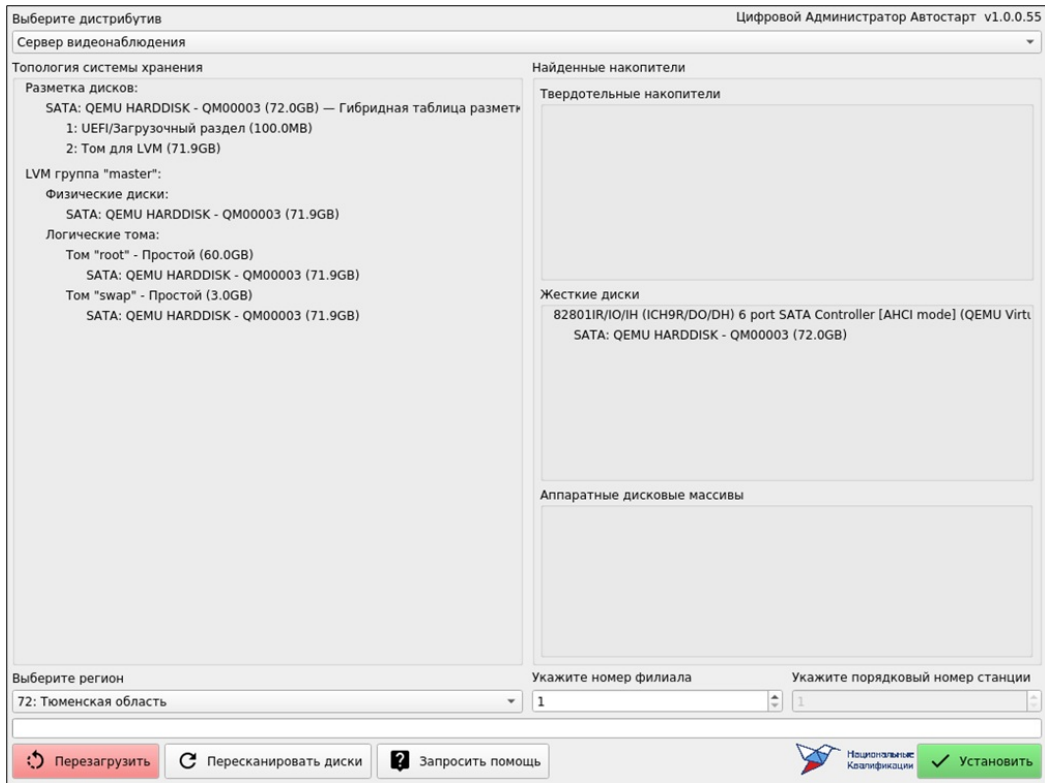 Выберите дистрибутив
Цифровой Администратор Автостарт v1.0.0.55
Сервер видеонаблюдения
Топология системы хранения
Разметка дисков:
SATA: QEMU HARDDISK - QM00003 (72.0GB) — Гибридная таблица разметк
1: UEFI/Загрузочный раздел (100.0MB)
2: Том для LVM (71.9GB)
LVM группа "master":
Физические диски:
SATA: QEMU HARDDISK - QM00003 (71.9GB)
Логические тома:
Том "root" - Простой (60.0GB)
SATA: QEMU HARDDISK - QM00003 (71.9GB)
Том "swap" - Простой (3.0GB)
SATA: QEMU HARDDISK - QM00003 (71.9GB)
Найденные накопители
Твердотельные накопители
Жесткие диски
82801IR/IO/IH (ICH9R/DO/DH) 6 port SATA Controller [AHCI mode] (QEMU Virtu
SATA: QEMU HARDDISK - QM00003 (72.0GB)
Аппаратные дисковые массивы
Выберите регион
72: Тюменская область
Укажите номер филиала
1
Укажите порядковый номер станции
1
Перезагрузить
Пересканировать диски
Запросить помощь
Национальные
Квалификации
Установить